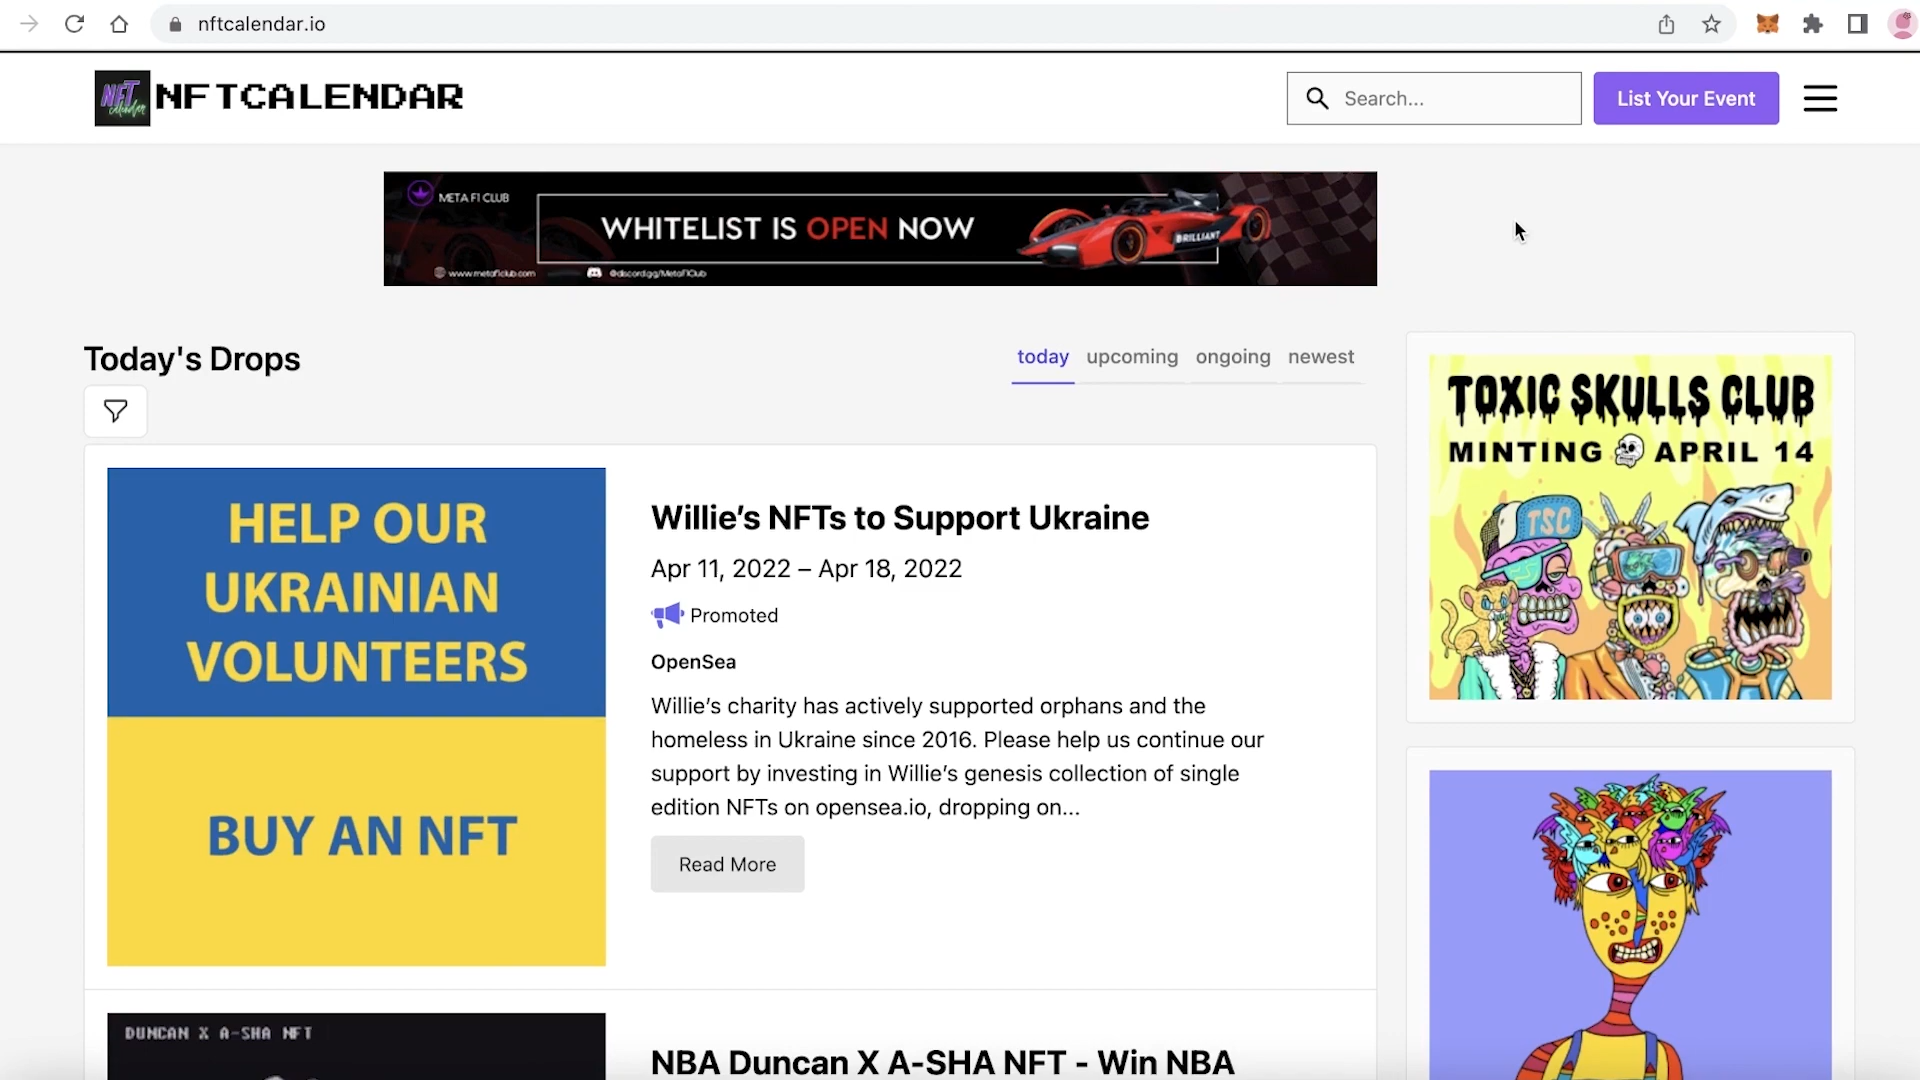 nftcalendar.io
NFT Calendar
NFTCALENDAR
Search...
List Your Event
META F1 CLUB
WHITELIST IS OPEN NOW
BRILLIANT
www.metaf1club.com
@discord.gg/MetaF1Club
Today's Drops
today upcoming ongoing newest
TOXIC SKULLS CLUB
MINTING APRIL 14
TSC
HELP OUR
UKRAINIAN
VOLUNTEERS
BUY AN NFT
Willie’s NFTs to Support Ukraine
Apr 11, 2022 – Apr 18, 2022
Promoted
OpenSea
Willie’s charity has actively supported orphans and the
homeless in Ukraine since 2016. Please help us continue our
support by investing in Willie’s genesis collection of single
edition NFTs on opensea.io, dropping on...
Read More
DUNCAN X A-SHA NFT
NBA Duncan X A-SHA NFT - Win NBA